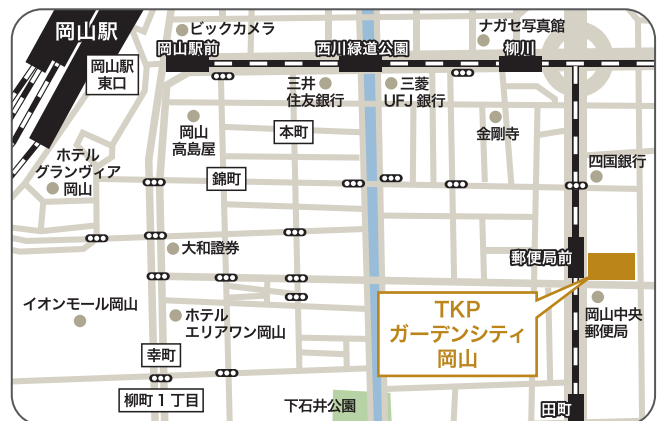 岡山駅
ビックカメラ
ナガセ写真館
岡山駅前
西川緑道公園
柳川
岡山駅
東口
三井
住友銀行
三菱
UFJ 銀行
岡山
高島屋
本町
金剛寺
ホテル
グランヴィア
岡山
錦町
四国銀行
大和證券
郵便局前
イオンモール岡山
ホテル
エリアワン岡山
TKP
ガーデンシティ
岡山
岡山中央
郵便局
幸町
柳町 1 丁目
下石井公園
田町